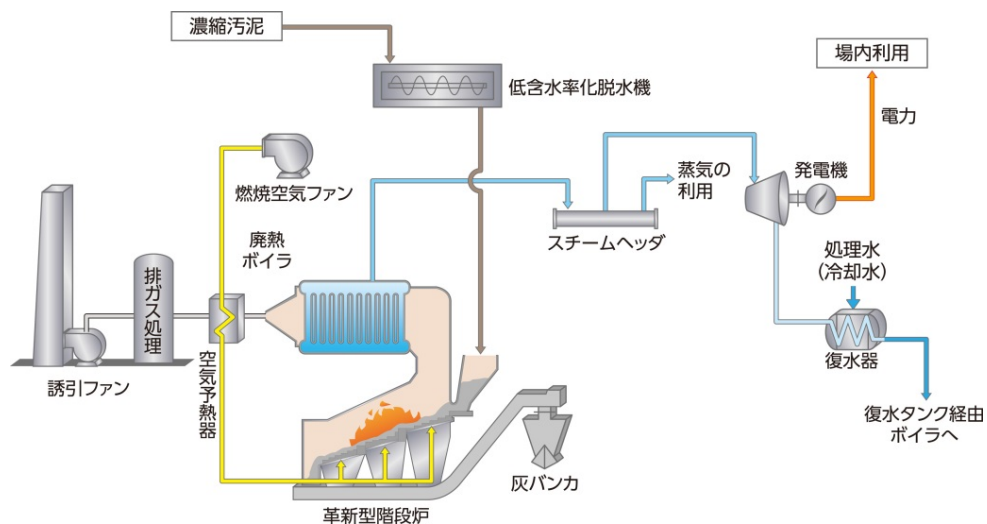 濃縮汚泥
低含水率化脱水機
場内利用
電力
燃焼空気ファン
蒸気の
利用
発電機
スチームヘッダ
廃熱
ボイラ
処理水
(冷却水)
排ガス処理
空気予熱器
復水器
誘引ファン
復水タンク経由
ボイラへ
灰バンカ
革新型階段炉